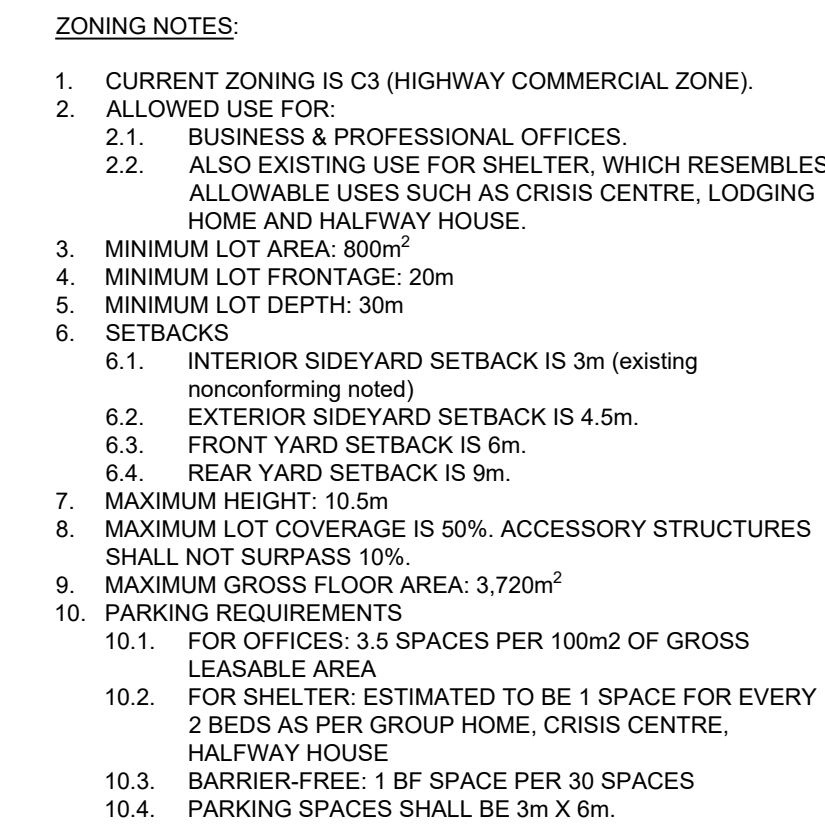 ZONING NOTES:
1. CURRENT ZONING IS C3 (HIGHWAY COMMERCIAL ZONE).
2. ALLOWED USE FOR:
2.1. BUSINESS & PROFESSIONAL OFFICES.
2.2. ALSO EXISTING USE FOR SHELTER, WHICH RESEMBLES
ALLOWABLE USES SUCH AS CRISIS CENTRE, LODGING
HOME AND HALFWAY HOUSE.
3. MINIMUM LOT AREA: 800m²
4. MINIMUM LOT FRONTAGE: 20m
5. MINIMUM LOT DEPTH: 30m
6. SETBACKS
6.1. INTERIOR SIDEYARD SETBACK IS 3m (existing
nonconforming noted)
6.2. EXTERIOR SIDEYARD SETBACK IS 4.5m.
6.3. FRONT YARD SETBACK IS 6m.
6.4. REAR YARD SETBACK IS 9m.
7. MAXIMUM HEIGHT: 10.5m
8. MAXIMUM LOT COVERAGE IS 50%. ACCESSORY STRUCTURES
SHALL NOT SURPASS 10%.
9. MAXIMUM GROSS FLOOR AREA: 3,720m²
10. PARKING REQUIREMENTS
10.1. FOR OFFICES: 3.5 SPACES PER 100m2 OF GROSS
LEASABLE AREA
10.2. FOR SHELTER: ESTIMATED TO BE 1 SPACE FOR EVERY
2 BEDS AS PER GROUP HOME, CRISIS CENTRE,
HALFWAY HOUSE
10.3. BARRIER-FREE: 1 BF SPACE PER 30 SPACES
10.4. PARKING SPACES SHALL BE 3m X 6m.